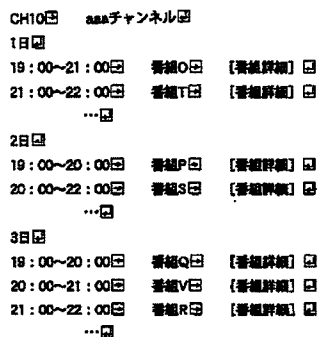 CH10→ aaaチャンネル↵
1日↵
19：00～21：00→ 番組O→ [番組詳細] ↵
21：00～22：00→ 番組T→ [番組詳細] ↵
…↵
2日↵
19：00～20：00→ 番組P→ [番組詳細] ↵
20：00～22：00→ 番組S→ [番組詳細] ↵
…↵
3日↵
19：00～20：00→ 番組Q→ [番組詳細] ↵
20：00～21：00→ 番組V→ [番組詳細] ↵
21：00～22：00→ 番組R→ [番組詳細] ↵
…↵